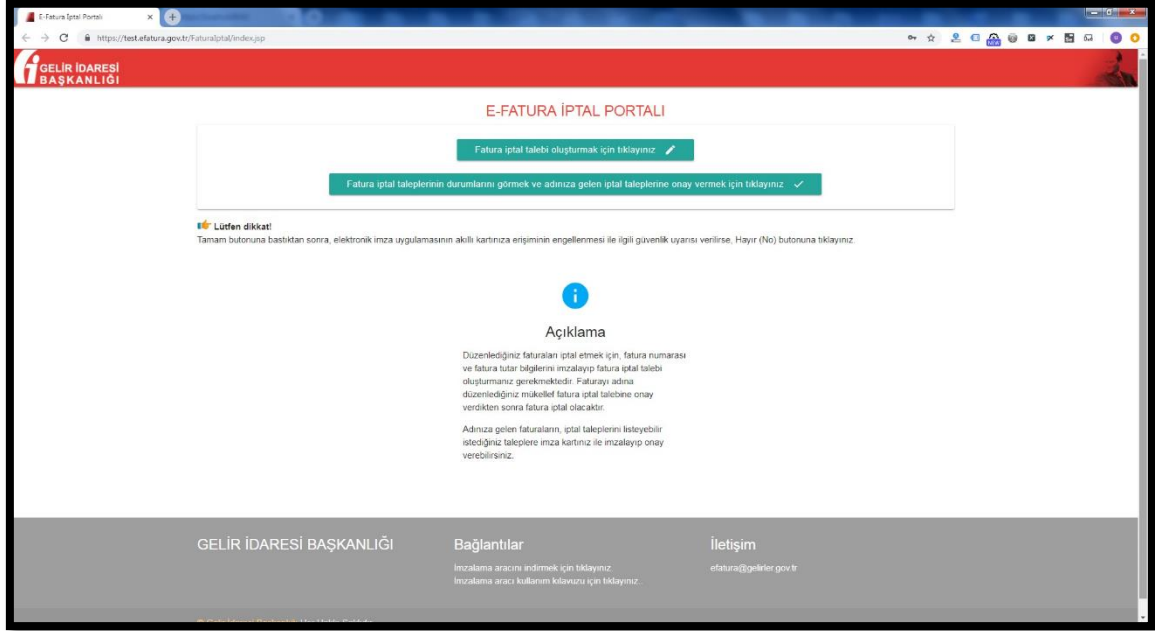 E-Fatura İptal Portalı
https://test.efatura.gov.tr/FaturaIptal/index.jsp
NEW
GELİR İDARESİ
BAŞKANLIĞI
E-FATURA İPTAL PORTALI
Fatura iptal talebi oluşturmak için tıklayınız
Fatura iptal taleplerinin durumlarını görmek ve adınıza gelen iptal taleplerine onay vermek için tıklayınız
Lütfen dikkat!
Tamam butonuna bastıktan sonra, elektronik imza uygulamasının akıllı kartınıza erişiminin engellenmesi ile ilgili güvenlik uyarısı verilirse, Hayır (No) butonuna tıklayınız.
Açıklama
Düzenlediğiniz faturaları iptal etmek için, fatura numarası
ve fatura tutar bilgilerini imzalayıp fatura iptal talebi
oluşturmanız gerekmektedir. Faturayı adına
düzenlediğiniz mükellef fatura iptal talebine onay
verdikten sonra fatura iptal olacaktır.
Adınıza gelen faturaların, iptal taleplerini listeyebilir
istediğiniz taleplere imza kartınız ile imzalayıp onay
verebilirsiniz.
GELİR İDARESİ BAŞKANLIĞI
Bağlantılar
İletişim
İmzalama aracını indirmek için tıklayınız.
efatura@gelirler.gov.tr
İmzalama aracı kullanım kılavuzu için tıklayınız.